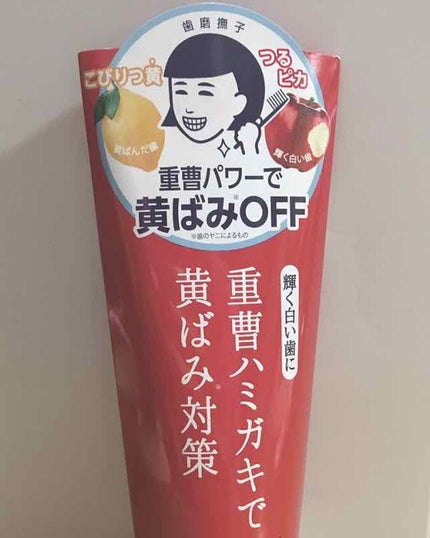 歯磨撫子
こびりつ黄
つる
ピカ
黄ばんだ歯
輝く白い歯
重曹パワーで
黄ばみ※OFF
※歯のヤニによるもの
輝く白い歯に
重曹ハミガキで
黄ばみ※対策